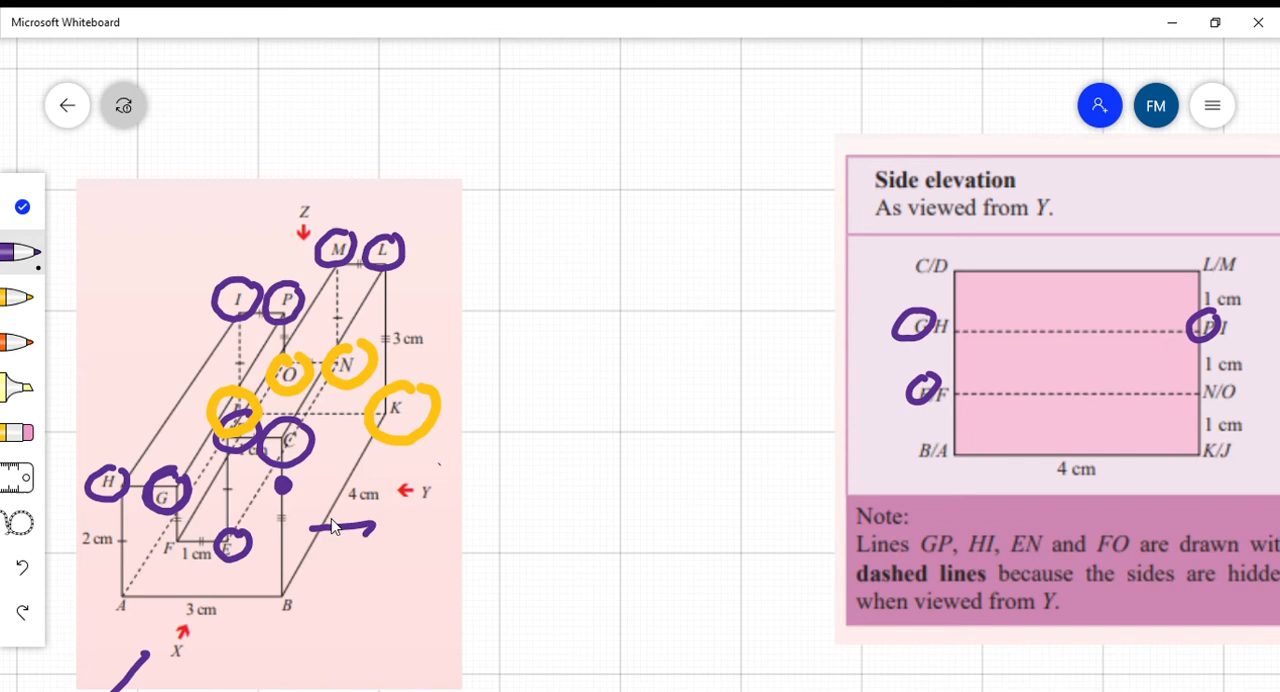 Microsoft Whiteboard
FM
Z
M L
I P
3 cm
O N
K
C
H G
4 cm
Y
2 cm
F 1 cm E
A 3 cm B
X
Side elevation
As viewed from Y.
C/D L/M
1 cm
G/H P/I
1 cm
E/F N/O
1 cm
B/A K/J
4 cm
Note:
Lines GP, HI, EN and FO are drawn wit
dashed lines because the sides are hidde
when viewed from Y.